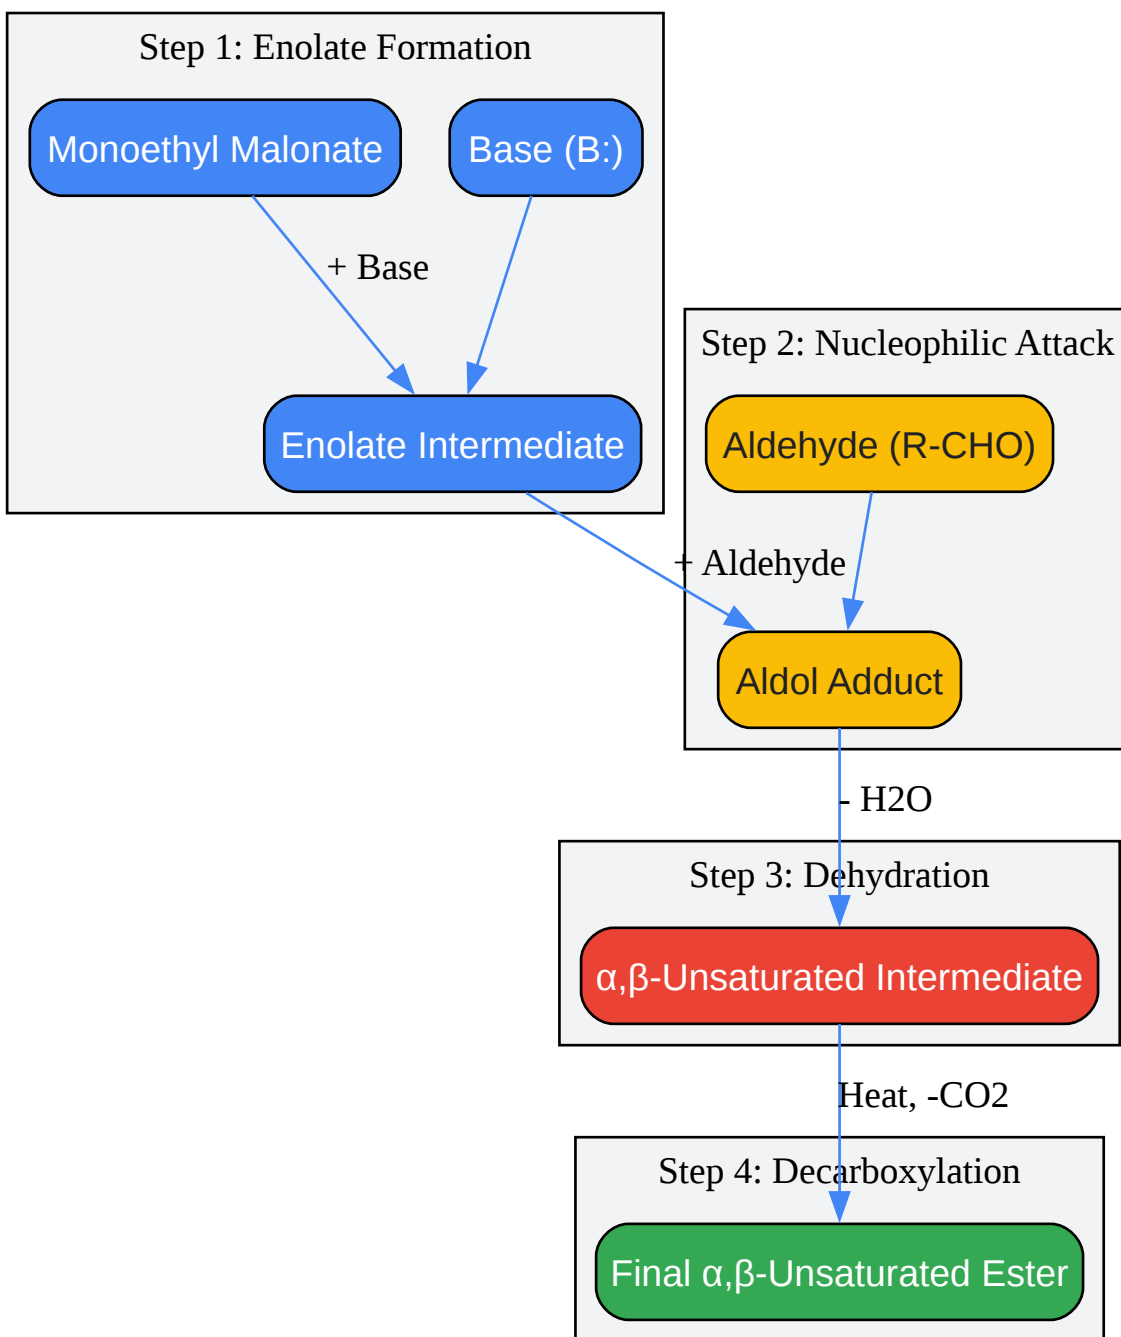 Step 1: Enolate Formation
Monoethyl Malonate
Base (B:)
+ Base
Enolate Intermediate
Step 2: Nucleophilic Attack
Aldehyde (R-CHO)
+ Aldehyde
Aldol Adduct
- H2O
Step 3: Dehydration
α,β-Unsaturated Intermediate
Heat, -CO2
Step 4: Decarboxylation
Final α,β-Unsaturated Ester